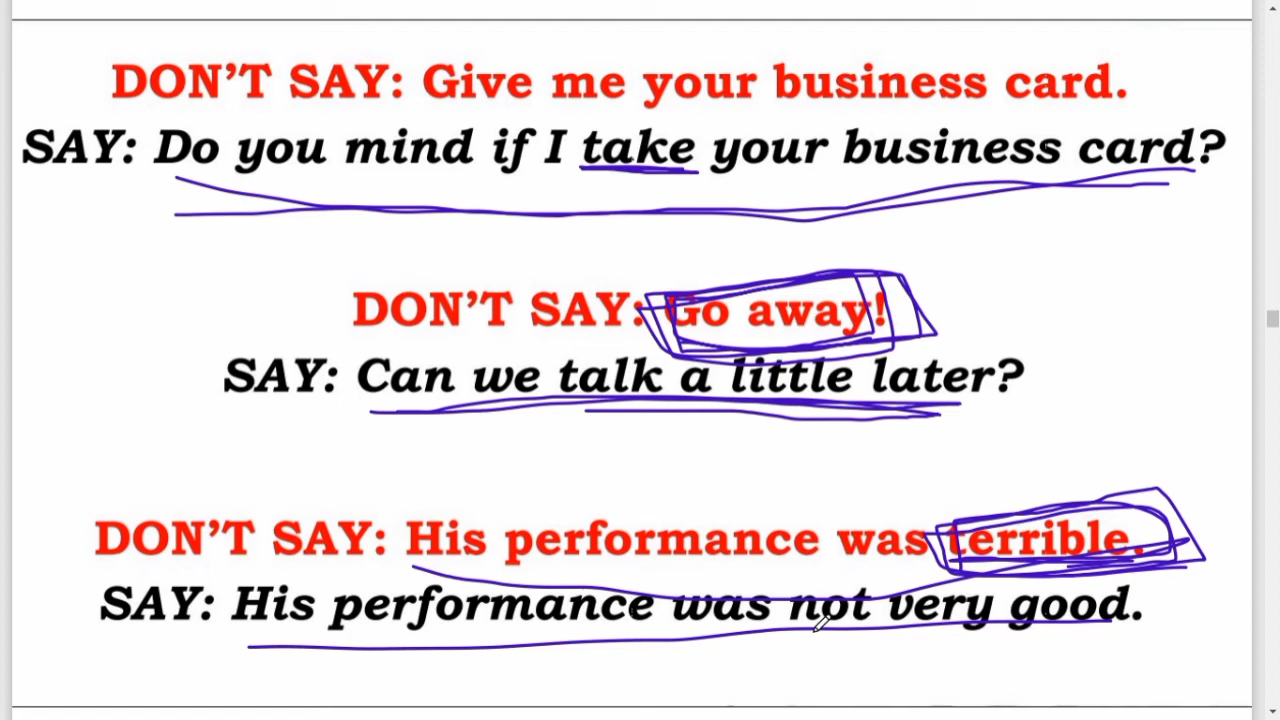 DON’T SAY: Give me your business card.
SAY: Do you mind if I take your business card?
DON’T SAY: Go away!
SAY: Can we talk a little later?
DON’T SAY: His performance was terrible.
SAY: His performance was not very good.